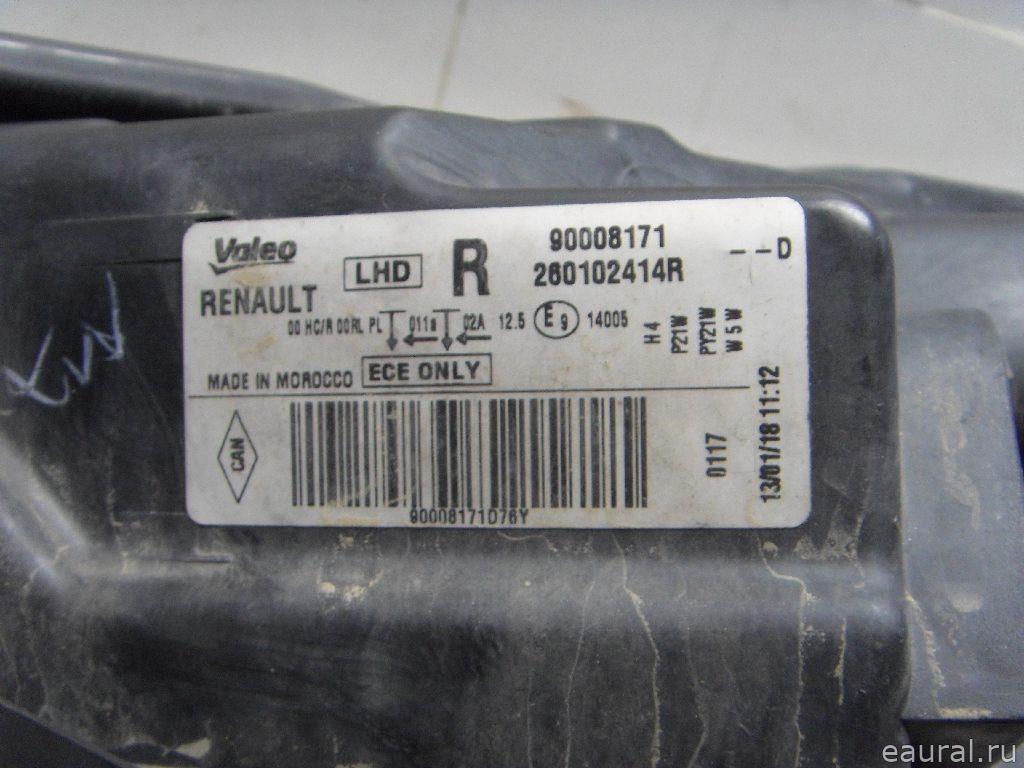 Valeo
RENAULT
LHD
R
90008171
260102414R
--D
00 HC/R 00RL PL 011a 02A 12.5 E9 14005
H4
P21W
PY21W
W5W
MADE IN MOROCCO
ECE ONLY
CAN
90008171D76Y
0117
13/01/18 11:12
eaural.ru